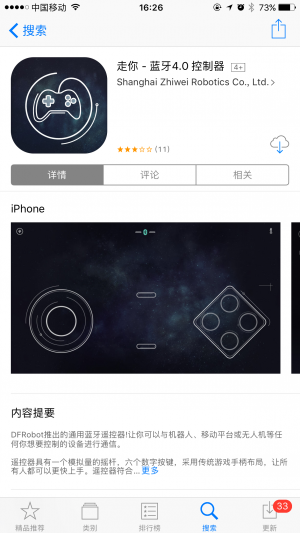 中国移动 16:26 73%
搜索
走你 - 蓝牙4.0 控制器 4+
Shanghai Zhiwei Robotics Co., Ltd. >
(11)
详情 评论 相关
iPhone
内容提要
DFRobot推出的通用蓝牙遥控器!让你可以与机器人、移动平台或无人机等任
何你想要控制的设备进行通信。
遥控器具有一个模拟量的摇杆，六个数字按键，采用传统游戏手柄布局，让所
有人都可以更快上手。遥控器符合... 更多
33
精品推荐 类别 排行榜 搜索 更新